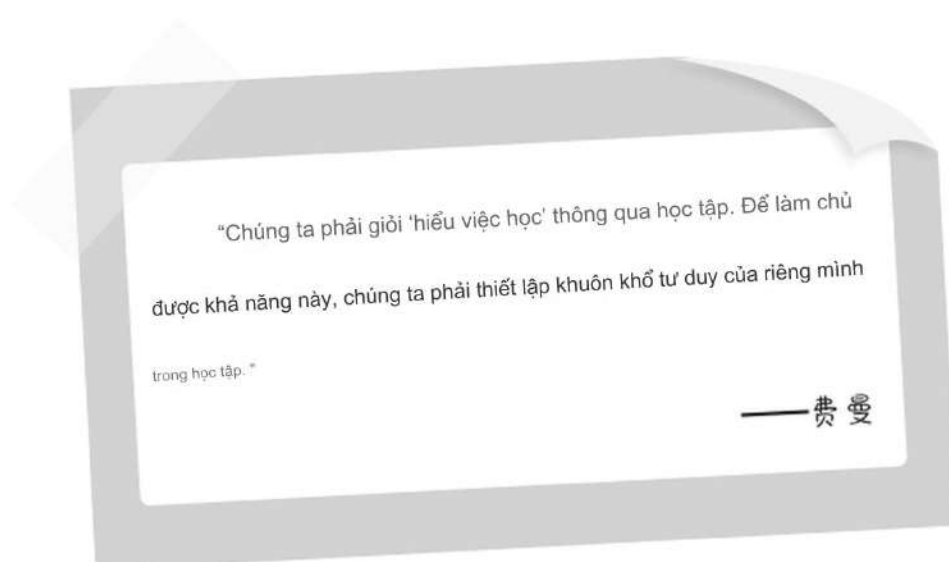 “Chúng ta phải giỏi ‘hiểu việc học’ thông qua học tập. Để làm chủ
được khả năng này, chúng ta phải thiết lập khuôn khổ tư duy của riêng mình
trong học tập. ”
——费曼